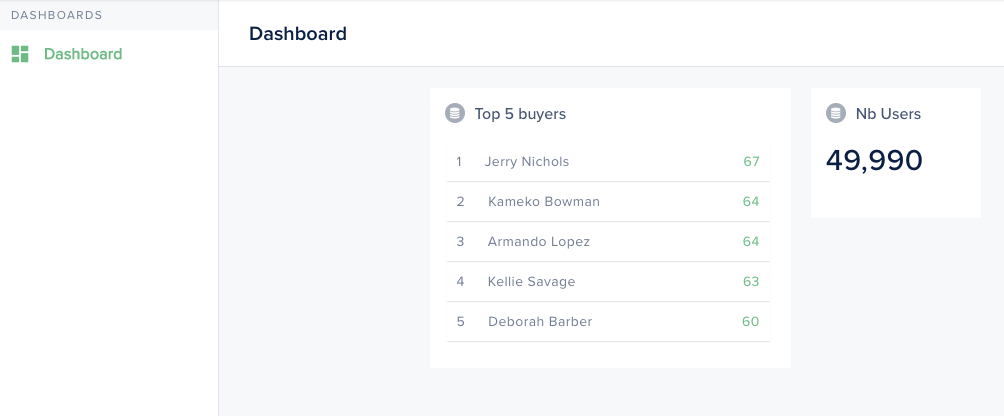 DASHBOARDS
Dashboard
Dashboard
Top 5 buyers
1 Jerry Nichols 67
2 Kameko Bowman 64
3 Armando Lopez 64
4 Kellie Savage 63
5 Deborah Barber 60
Nb Users
49,990